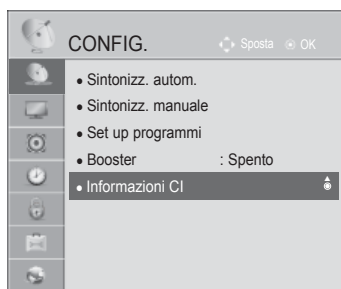 CONFIG.
Sposta OK
• Sintonizz. autom.
• Sintonizz. manuale
• Set up programmi
• Booster : Spento
• Informazioni CI